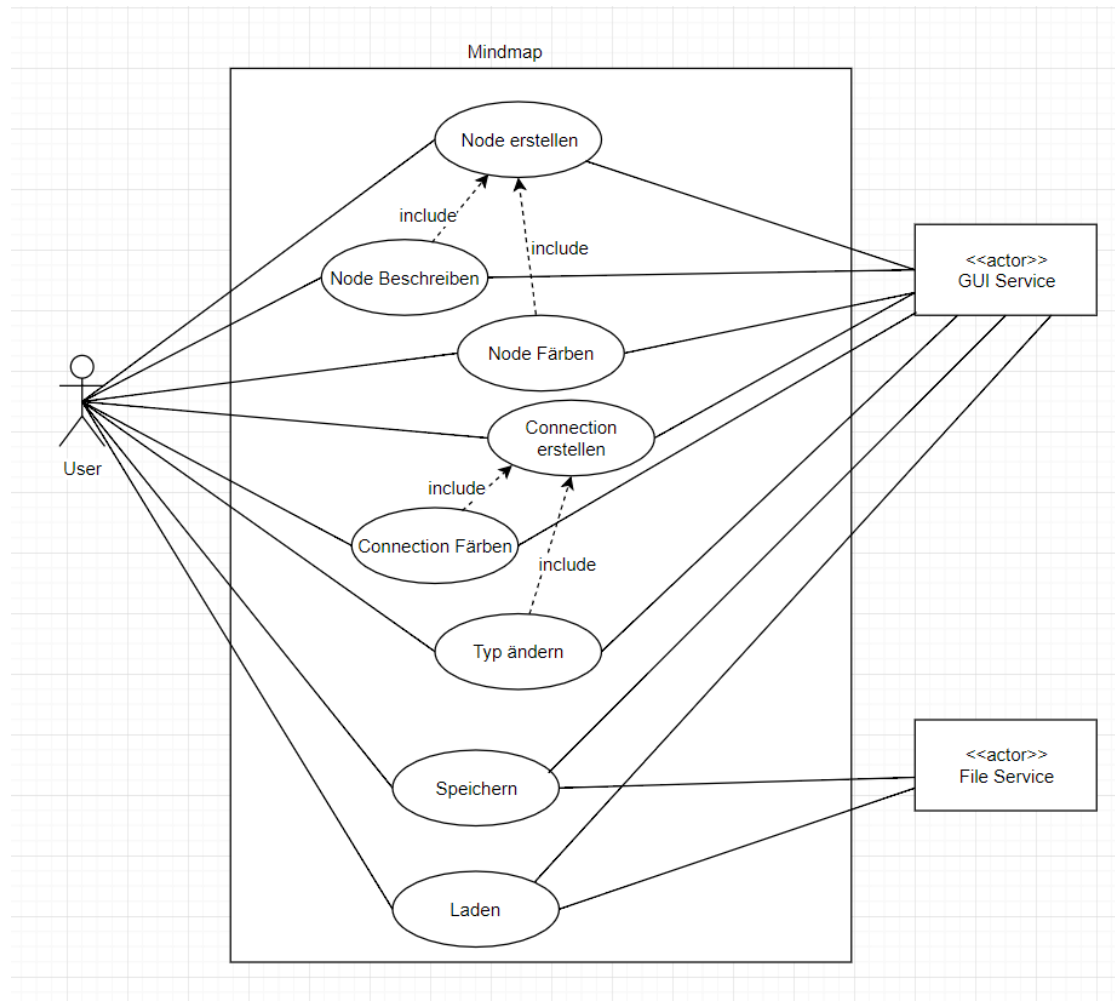 Mindmap
Node erstellen
include
include
Node Beschreiben
<<actor>>
GUI Service
Node Färben
Connection
erstellen
User
include
Connection Färben
include
Typ ändern
<<actor>>
File Service
Speichern
Laden